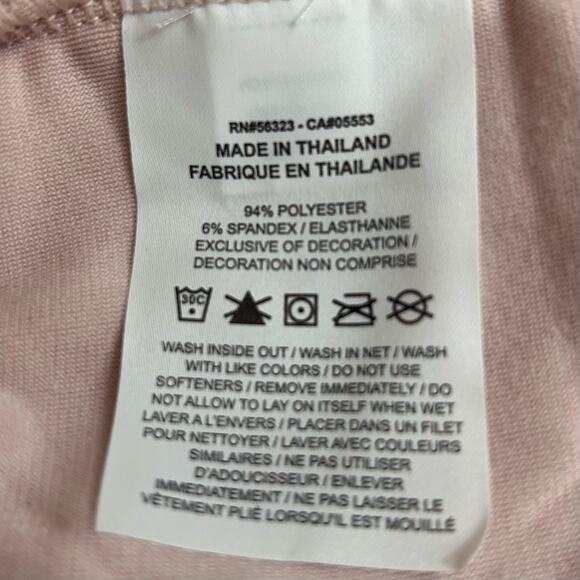 RN#56323 - CA#05553
MADE IN THAILAND
FABRIQUE EN THAILANDE
94% POLYESTER
6% SPANDEX / ELASTHANNE
EXCLUSIVE OF DECORATION /
DECORATION NON COMPRISE
30C
WASH INSIDE OUT / WASH IN NET / WASH
WITH LIKE COLORS / DO NOT USE
SOFTENERS / REMOVE IMMEDIATELY / DO
NOT ALLOW TO LAY ON ITSELF WHEN WET
LAVER A L'ENVERS / PLACER DANS UN FILET
POUR NETTOYER / LAVER AVEC COULEURS
SIMILAIRES / NE PAS UTILISER
D'ADOUCISSEUR / ENLEVER
IMMEDIATEMENT / NE PAS LAISSER LE
VÊTEMENT PLIÉ LORSQU'IL EST MOUILLÉ